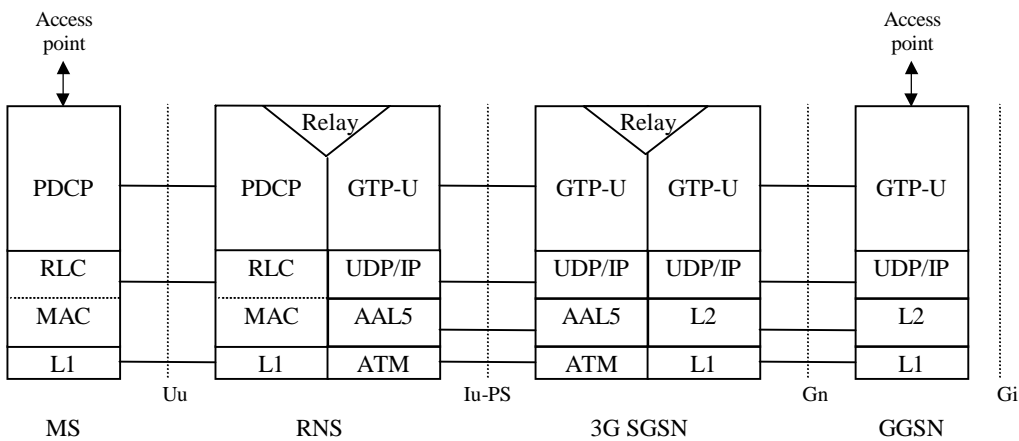 Access
point
Access
point
Relay
Relay
PDCP
PDCP
GTP-U
GTP-U
GTP-U
GTP-U
RLC
RLC
UDP/IP
UDP/IP
UDP/IP
UDP/IP
MAC
MAC
AAL5
AAL5
L2
L2
L1
L1
ATM
ATM
L1
L1
Uu
Iu-PS
Gn
Gi
MS
RNS
3G SGSN
GGSN